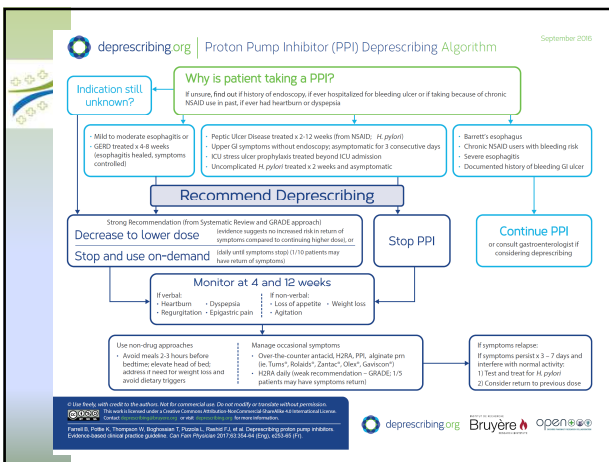 deprescribing.org | Proton Pump Inhibitor (PPI) Deprescribing Algorithm
September 2016
Why is patient taking a PPI?
If unsure, find out if history of endoscopy, if ever hospitalized for bleeding ulcer or if taking because of chronic
NSAID use in past, if ever had heartburn or dyspepsia
Indication still
unknown?
• Mild to moderate esophagitis or
• GERD treated x 4-8 weeks
(esophagitis healed, symptoms
controlled)
• Peptic Ulcer Disease treated x 2-12 weeks (from NSAID; H. pylori)
• Upper GI symptoms without endoscopy; asymptomatic for 3 consecutive days
• ICU stress ulcer prophylaxis treated beyond ICU admission
• Uncomplicated H. pylori treated x 2 weeks and asymptomatic
• Barrett's esophagus
• Chronic NSAID users with bleeding risk
• Severe esophagitis
• Documented history of bleeding GI ulcer
Recommend Deprescribing
Strong Recommendation (from Systematic Review and GRADE approach)
Decrease to lower dose
(evidence suggests no increased risk in return of
symptoms compared to continuing higher dose), or
Stop and use on-demand
(daily until symptoms stop) (1/10 patients may
have return of symptoms)
Stop PPI
Continue PPI
or consult gastroenterologist if
considering deprescribing
Monitor at 4 and 12 weeks
If verbal:
• Heartburn • Dyspepsia
• Regurgitation • Epigastric pain
If non-verbal:
• Loss of appetite • Weight loss
• Agitation
Use non-drug approaches
• Avoid meals 2-3 hours before
bedtime; elevate head of bed;
address if need for weight loss and
avoid dietary triggers
Manage occasional symptoms
• Over-the-counter antacid, H2RA, PPI, alginate prn
(ie. Tums®, Rolaids®, Zantac®, Olex®, Gaviscon®)
• H2RA daily (weak recommendation – GRADE; 1/5
patients may have symptoms return)
If symptoms relapse:
If symptoms persist x 3 – 7 days and
interfere with normal activity:
1) Test and treat for H. pylori
2) Consider return to previous dose
© Use freely, with credit to the authors. Not for commercial use. Do not modify or translate without permission.
This work is licensed under a Creative Commons Attribution-NonCommercial-ShareAlike 4.0 International License.
Contact deprescribing@bruyere.org or visit deprescribing.org for more information.
Farrell B, Pottie K, Thompson W, Boghossian T, Pizzola L, Rashid FJ, et al. Deprescribing proton pump inhibitors.
Evidence-based clinical practice guideline. Can Fam Physician 2017;63:354-64 (Eng), e253-65 (Fr).
deprescribing.org
Bruyère
open